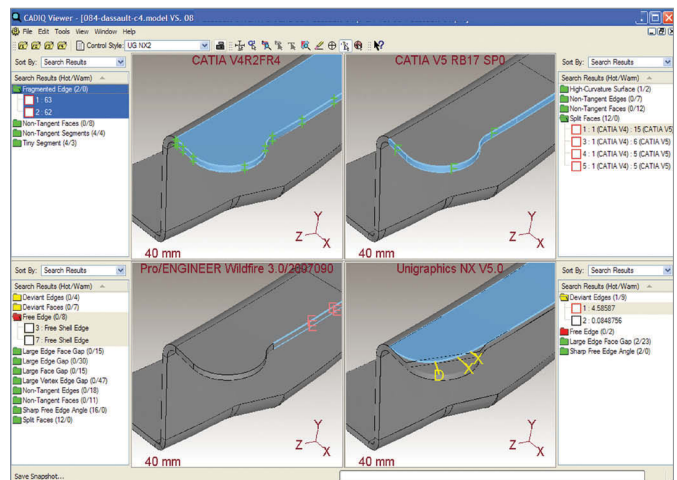 CADIQ Viewer - [084-dassault-c4.model VS. 08
File Edit Tools View Window Help
Document Control Style: UG NX2
Sort By: Search Results
Search Results (Hot/Warm)
Fragmented Edge (2/0)
1 : 63
2 : 62
Non-Tangent Faces (0/8)
Non-Tangent Segments (4/4)
Tiny Segment (4/3)
CATIA V4R2FR4
Y
Z
X
40 mm
CATIA V5 RB17 SP0
Y
Z
X
40 mm
Sort By: Search Results
Search Results (Hot/Warm)
High-Curvature Surface (1/2)
Non-Tangent Edges (0/7)
Non-Tangent Faces (0/12)
Split Faces (12/0)
1 : 1 (CATIA V4) : 15 (CATIA V5)
3 : 1 (CATIA V4) : 6 (CATIA V5)
4 : 1 (CATIA V4) : 5 (CATIA V5)
5 : 1 (CATIA V4) : 5 (CATIA V5)
Sort By: Search Results
Search Results (Hot/Warm)
Deviant Edges (0/4)
Deviant Faces (0/7)
Free Edge (0/8)
3 : Free Shell Edge
7 : Free Shell Edge
Large Edge Face Gap (0/15)
Large Edge Gap (0/30)
Large Face Gap (0/15)
Large Vertex Edge Gap (0/47)
Non-Tangent Edges (0/18)
Non-Tangent Faces (0/11)
Sharp Free Edge Angle (16/0)
Split Faces (12/0)
Pro/ENGINEER Wildfire 3.0/2007090
E
E
Y
Z
X
40 mm
Unigraphics NX V5.0
D
X
X
Y
Z
X
40 mm
Sort By: Search Results
Search Results (Hot/Warm)
Deviant Edges (1/9)
1 : 4.58587
2 : 0.0848756
Free Edge (0/2)
Large Edge Face Gap (2/23)
Sharp Free Edge Angle (2/0)
Save Snapshot...